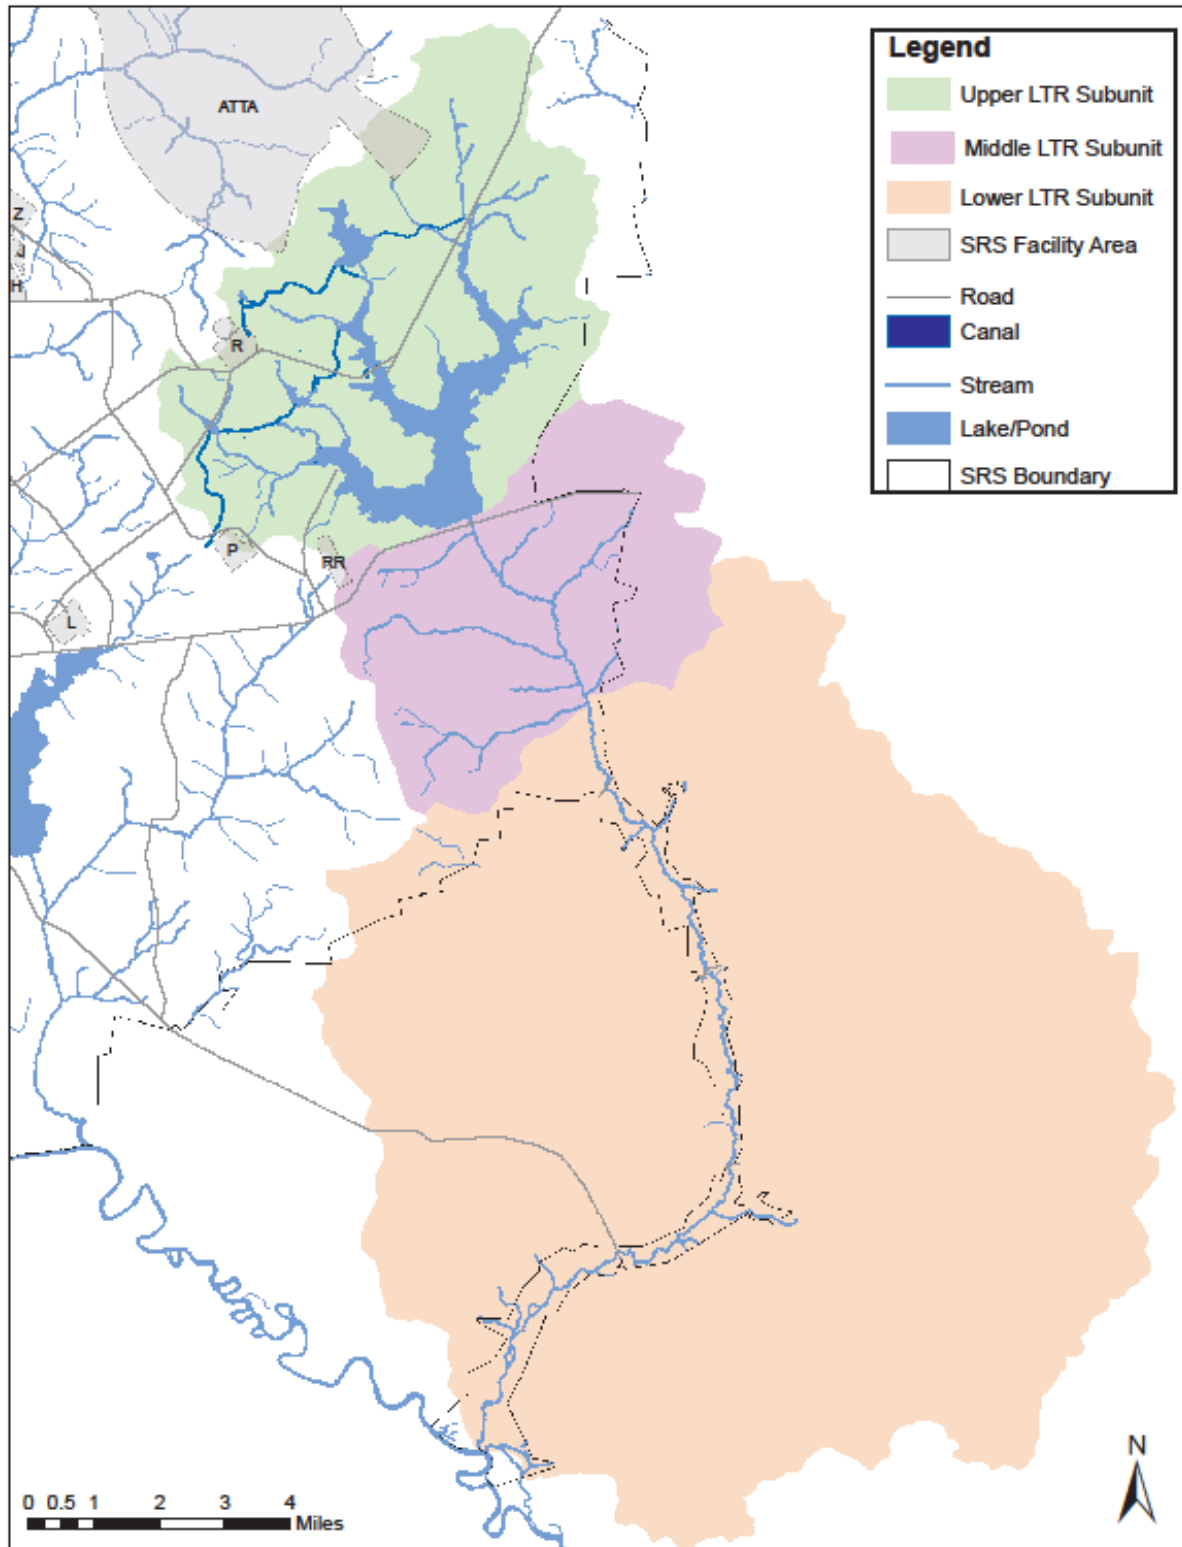 Legend
Upper LTR Subunit
Middle LTR Subunit
Lower LTR Subunit
SRS Facility Area
Road
Canal
Stream
Lake/Pond
SRS Boundary
ATTA
Z
H
R
P
RR
L
N
0 0.5 1 2 3 4
Miles